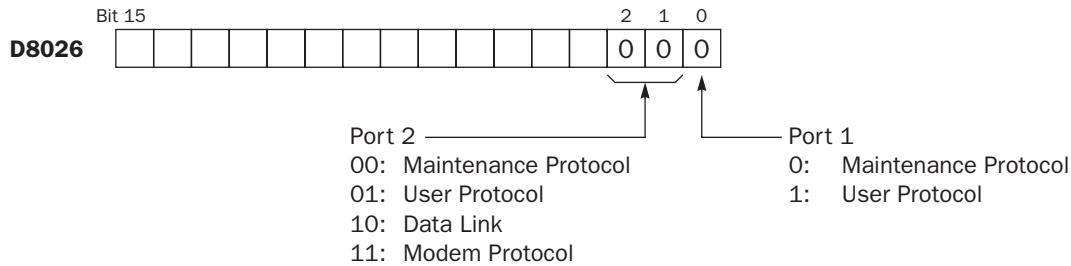 Bit 15 2 1 0
D8026 0 0 0
Port 2 Port 1
00: Maintenance Protocol 0: Maintenance Protocol
01: User Protocol 1: User Protocol
10: Data Link
11: Modem Protocol